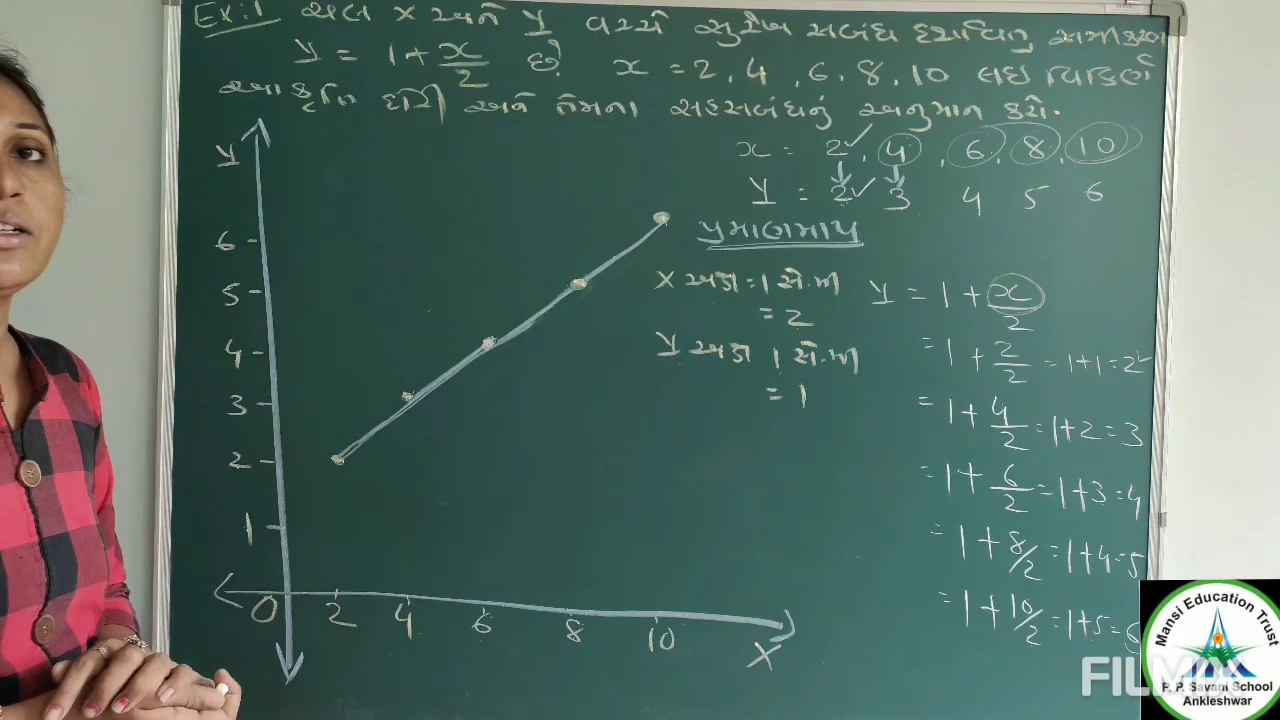 Ex:1 ચલ x અને y વચ્ચે સુરેખ સબંધ દર્શાવતુ સમીકરણ
y = 1 + x/2 છે. x = 2, 4, 6, 8, 10 લઇ વિકિર્ણ
આકૃતિ દોરી અને તેમના સહસબંધનું અનુમાન કરો.
x = 2, 4, 6, 8, 10
y = 2 3 4 5 6
પ્રમાણમાપ
x અક્ષ = 1 સે.મી
= 2
y અક્ષ 1 સે.મી
= 1
y = 1 + x/2
= 1 + 2/2 = 1+1 = 2
= 1 + 4/2 = 1+2 = 3
= 1 + 6/2 = 1+3 = 4
= 1 + 8/2 = 1+4 = 5
= 1 + 10/2 = 1+5 = 6
y
6
5
4
3
2
1
0 2 4 6 8 10
x
Mansi Education Trust
P. P. Savani School
Ankleshwar